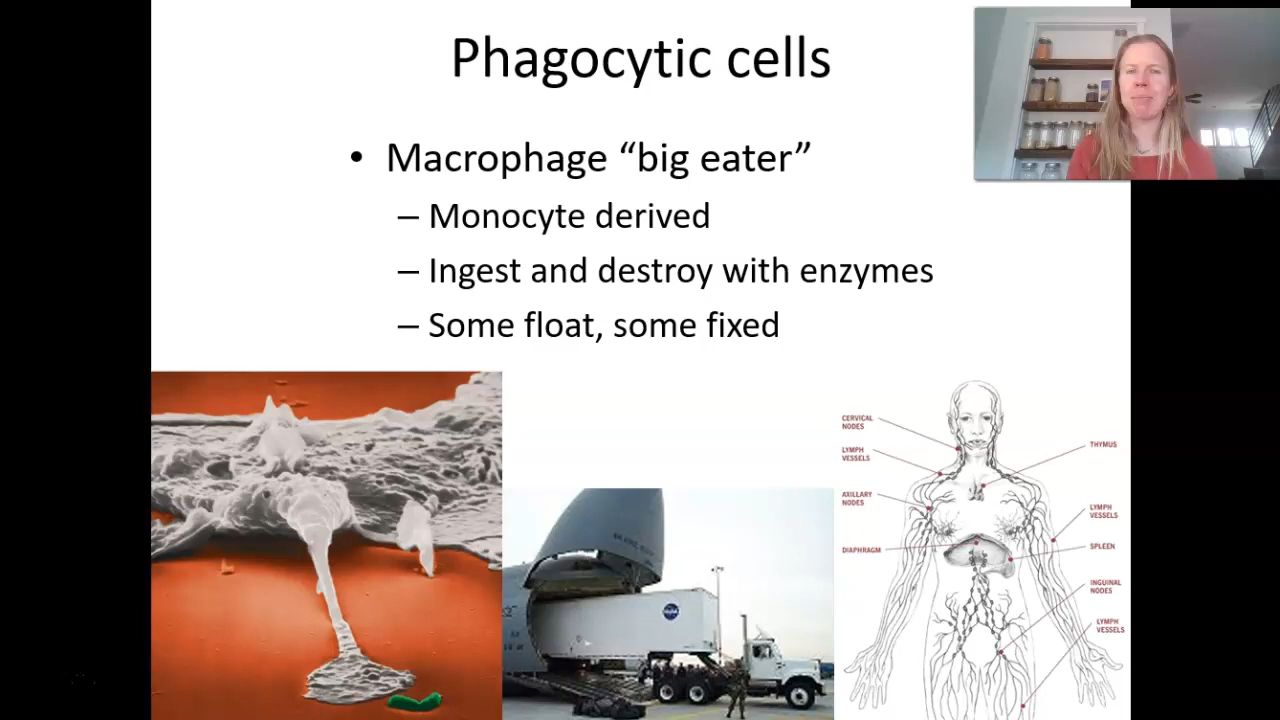 Phagocytic cells
• Macrophage “big eater”
– Monocyte derived
– Ingest and destroy with enzymes
– Some float, some fixed
CERVICAL
NODES
LYMPH
VESSELS
AXILLARY
NODES
DIAPHRAGM
THYMUS
LYMPH
VESSELS
SPLEEN
INGUINAL
NODES
LYMPH
VESSELS